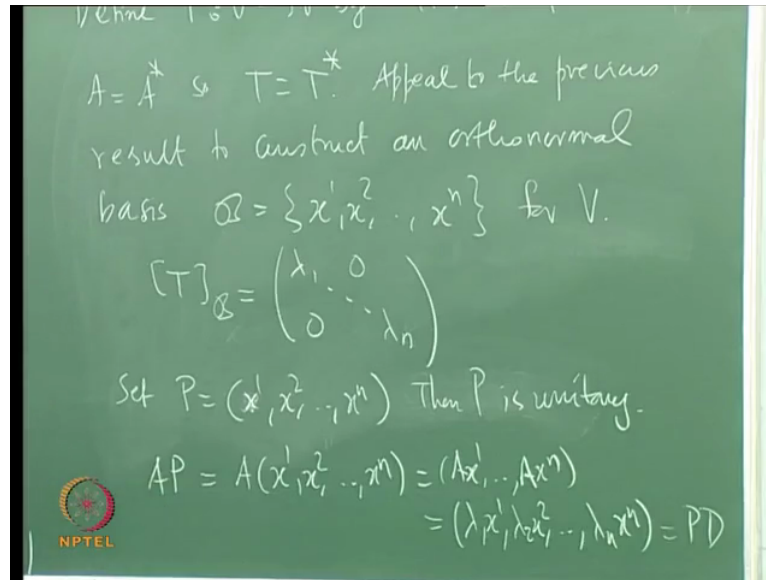 Define
A = A* so T = T*. Appeal to the previous
result to construct an orthonormal
basis ℬ = {x¹, x², .., xⁿ} for V.
[T]_ℬ = (λ₁ 0 ⋱ 0 λₙ)
Set P = (x¹, x², .., xⁿ) Then P is unitary.
AP = A(x¹, x², .., xⁿ) = (Ax¹, .., Axⁿ)
= (λ₁x¹, λ₂x², .., λₙxⁿ) = PD
NPTEL